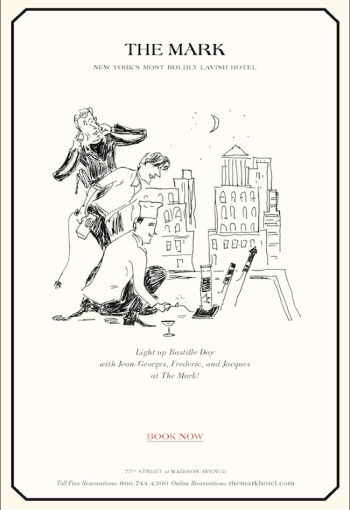 THE MARK
NEW YORK'S MOST BOLDLY LAVISH HOTEL
Light up Bastille Day
with Jean-Georges, Frederic, and Jacques
at The Mark!
BOOK NOW
77TH STREET at MADISON AVENUE
Toll Free Reservations: 866.744.4300 Online Reservations: themarkhotel.com